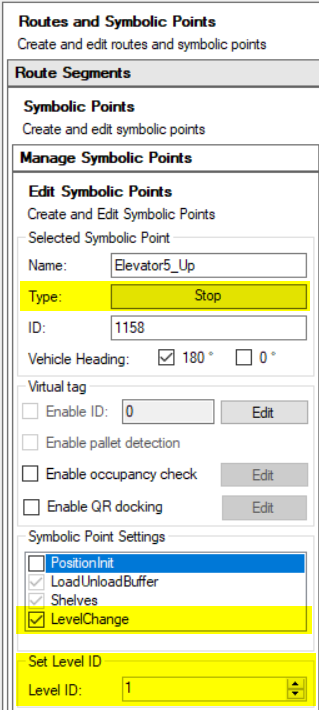 Routes and Symbolic Points
Create and edit routes and symbolic points
Route Segments
Symbolic Points
Create and edit symbolic points
Manage Symbolic Points
Edit Symbolic Points
Create and Edit Symbolic Points
Selected Symbolic Point
Name: Elevator5_Up
Type: Stop
ID: 1158
Vehicle Heading: 180 ° 0 °
Virtual tag
Enable ID: 0 Edit
Enable pallet detection
Enable occupancy check Edit
Enable QR docking Edit
Symbolic Point Settings
PositionInit
LoadUnloadBuffer
Shelves
LevelChange
Set Level ID
Level ID: 1